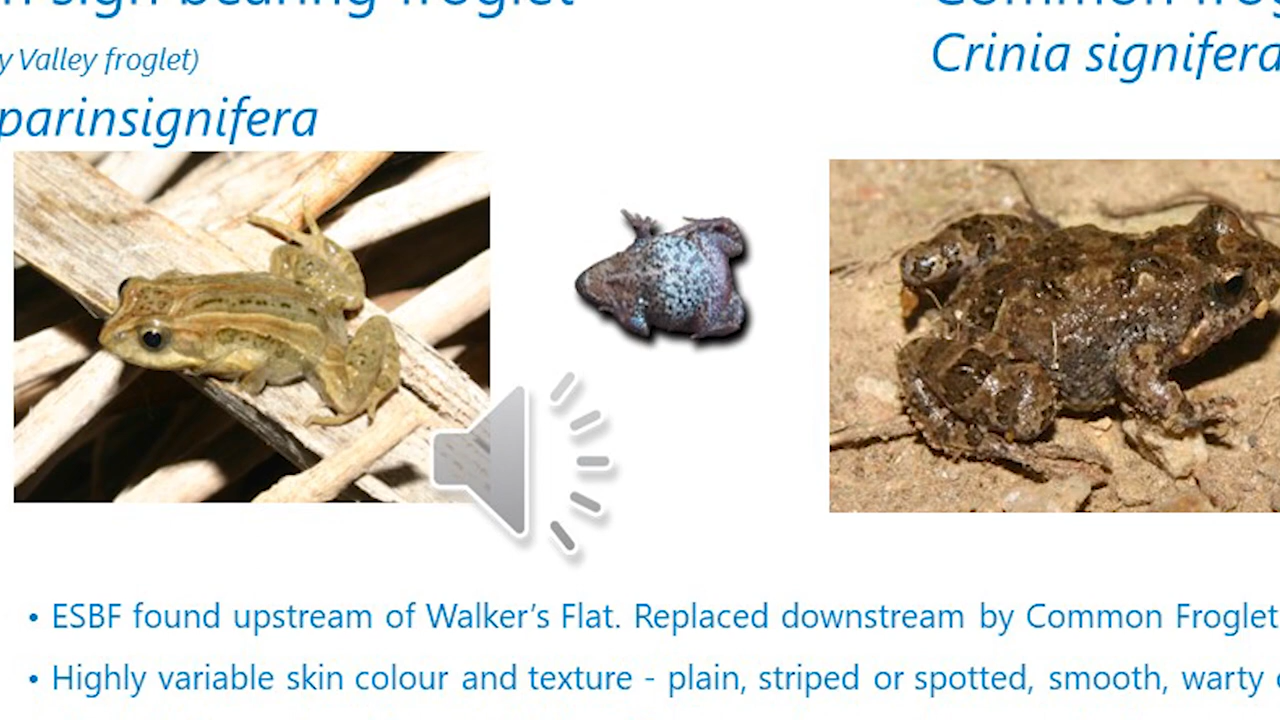 sign-bearing froglet
Common
y Valley froglet)
Crinia signifera
parinsignifera
• ESBF found upstream of Walker's Flat. Replaced downstream by Common Froglet
• Highly variable skin colour and texture - plain, striped or spotted, smooth, warty